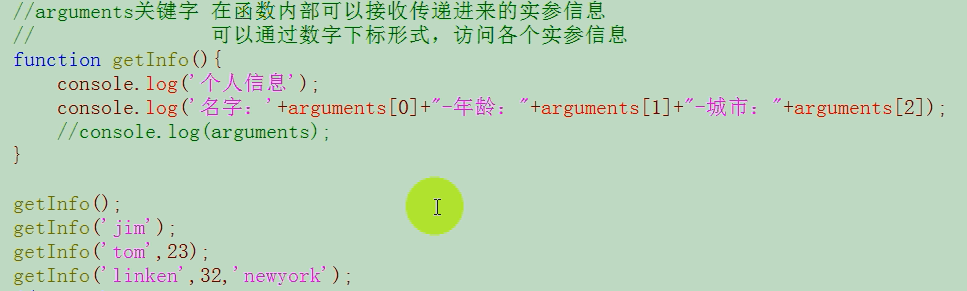 //arguments关键字 在函数内部可以接收传递进来的实参信息
//                可以通过数字下标形式，访问各个实参信息
function getInfo(){
    console.log('个人信息');
    console.log('名字：'+arguments[0]+"-年龄："+arguments[1]+"-城市："+arguments[2]);
    //console.log(arguments);
}

getInfo();
getInfo('jim');
getInfo('tom',23);
getInfo('linken',32,'newyork');